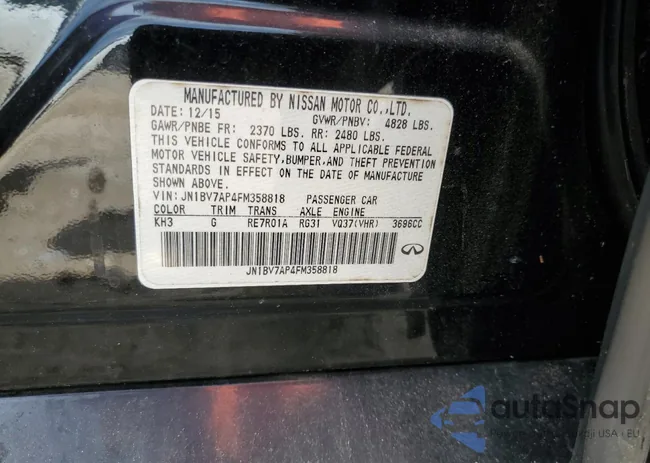 MANUFACTURED BY NISSAN MOTOR CO.,LTD.
DATE: 12/15 GVWR/PNBV: 4828 LBS.
GAWR/PNBE FR: 2370 LBS. RR: 2480 LBS.
THIS VEHICLE CONFORMS TO ALL APPLICABLE FEDERAL
MOTOR VEHICLE SAFETY,BUMPER,AND THEFT PREVENTION
STANDARDS IN EFFECT ON THE DATE OF MANUFACTURE
SHOWN ABOVE.
VIN: JN1BV7AP4FM358818 PASSENGER CAR
COLOR TRIM TRANS AXLE ENGINE
KH3 G RE7R01A RG31 VQ37(VHR) 3696CC
JN1BV7AP4FM358818
autoSnap
USA i EU